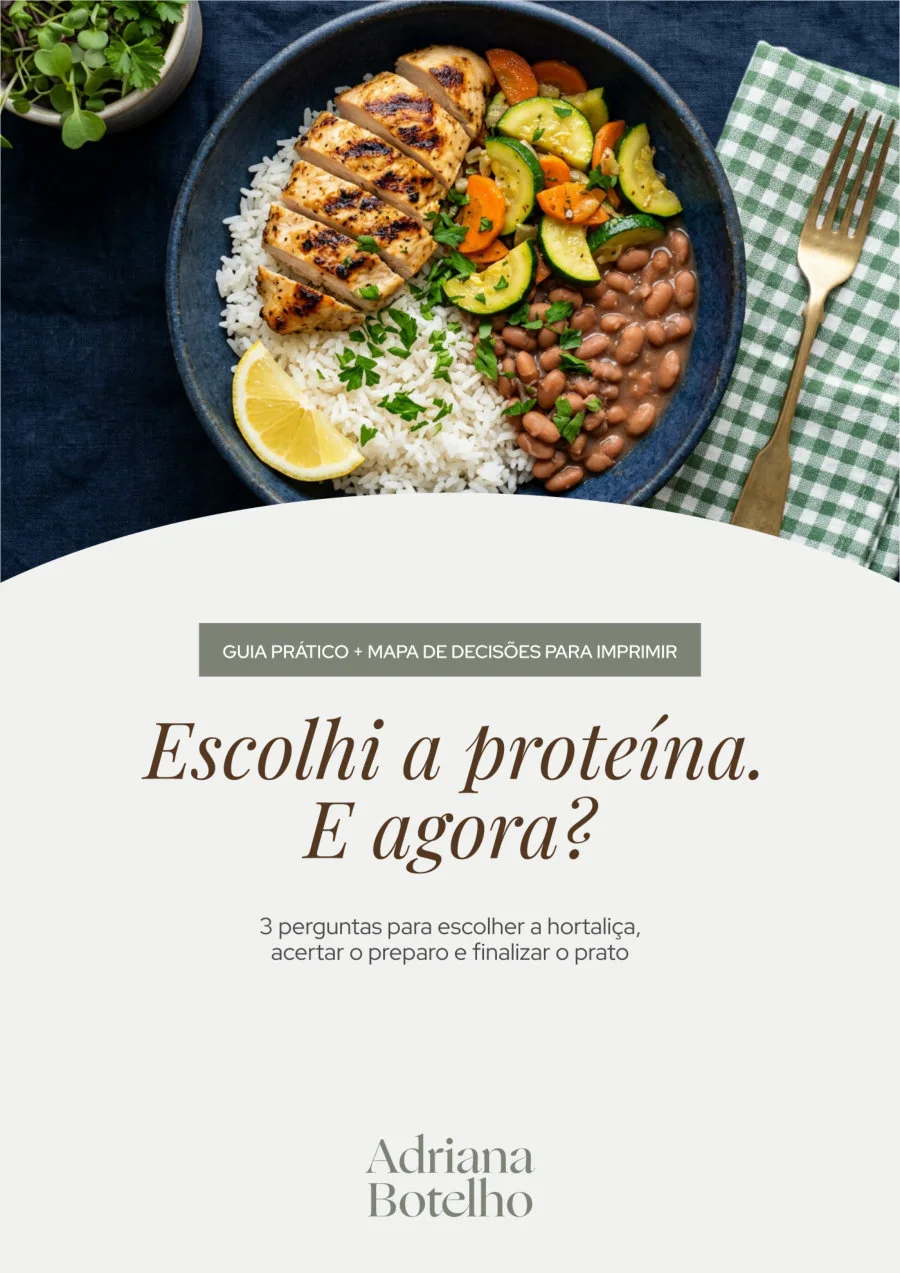 GUIA PRÁTICO + MAPA DE DECISÕES PARA IMPRIMIR
Escolhi a proteína.
E agora?
3 perguntas para escolher a hortaliça,
acertar o preparo e finalizar o prato
Adriana
Botelho